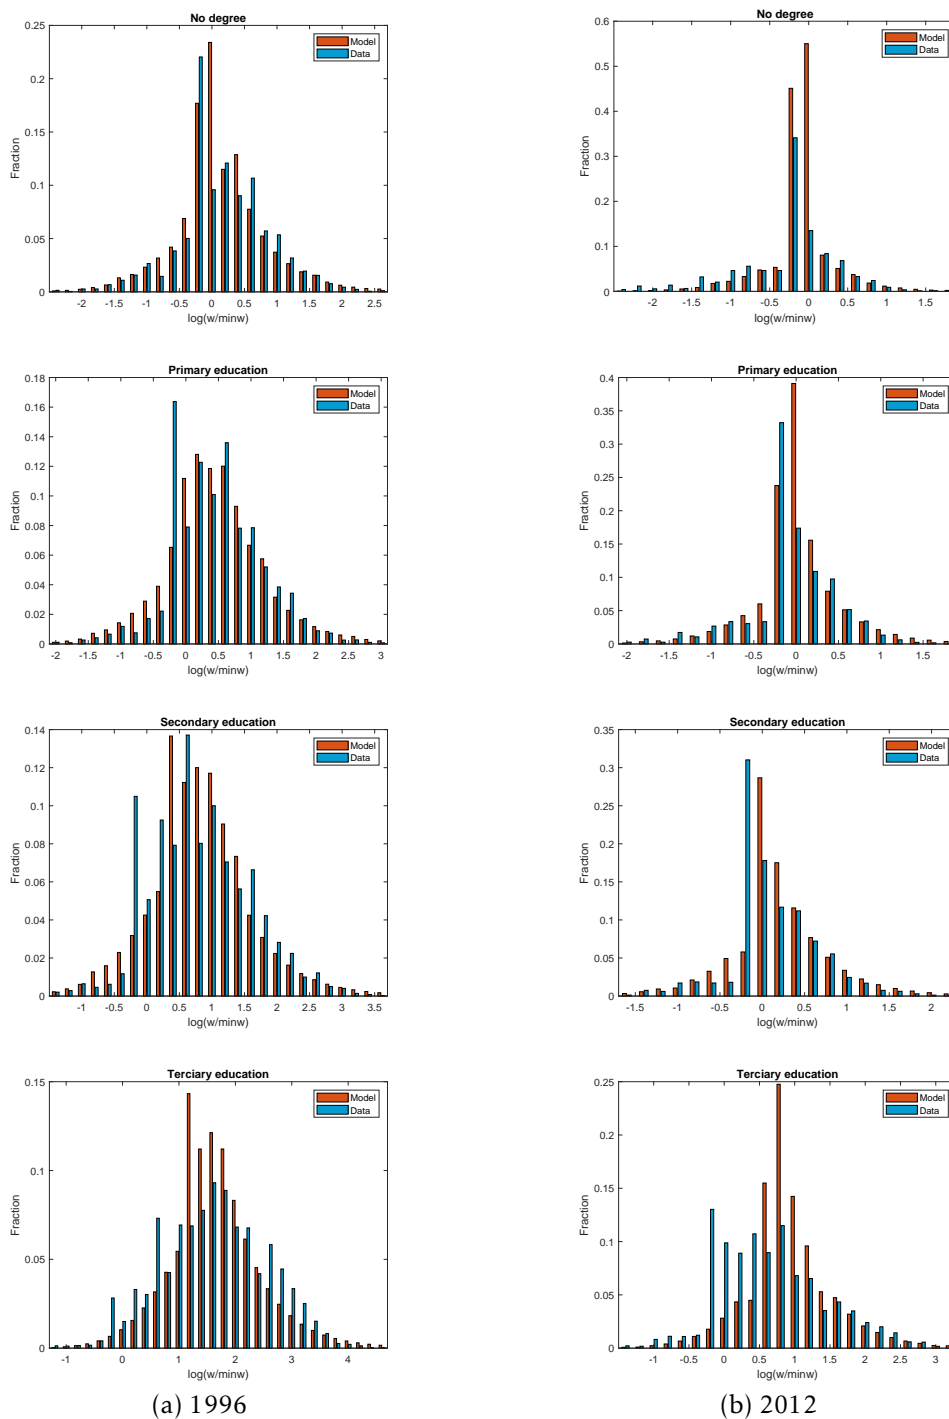 No degree
Model
Data
0.25
0.2
0.15
0.1
0.05
0
Fraction
-2 -1.5 -1 -0.5 0 0.5 1 1.5 2 2.5
log(w/minw)
No degree
Model
Data
0.6
0.5
0.4
0.3
0.2
0.1
0
Fraction
-2 -1.5 -1 -0.5 0 0.5 1 1.5
log(w/minw)
Primary education
Model
Data
0.18
0.16
0.14
0.12
0.1
0.08
0.06
0.04
0.02
0
Fraction
-2 -1.5 -1 -0.5 0 0.5 1 1.5 2 2.5 3
log(w/minw)
Primary education
Model
Data
0.4
0.35
0.3
0.25
0.2
0.15
0.1
0.05
0
Fraction
-2 -1.5 -1 -0.5 0 0.5 1 1.5
log(w/minw)
Secondary education
Model
Data
0.14
0.12
0.1
0.08
0.06
0.04
0.02
0
Fraction
-1 -0.5 0 0.5 1 1.5 2 2.5 3 3.5
log(w/minw)
Secondary education
Model
Data
0.35
0.3
0.25
0.2
0.15
0.1
0.05
0
Fraction
-1.5 -1 -0.5 0 0.5 1 1.5 2
log(w/minw)
Terciary education
Model
Data
0.15
0.1
0.05
0
Fraction
-1 0 1 2 3 4
log(w/minw)
Terciary education
Model
Data
0.25
0.2
0.15
0.1
0.05
0
Fraction
-1 -0.5 0 0.5 1 1.5 2 2.5 3
log(w/minw)
(a) 1996
(b) 2012